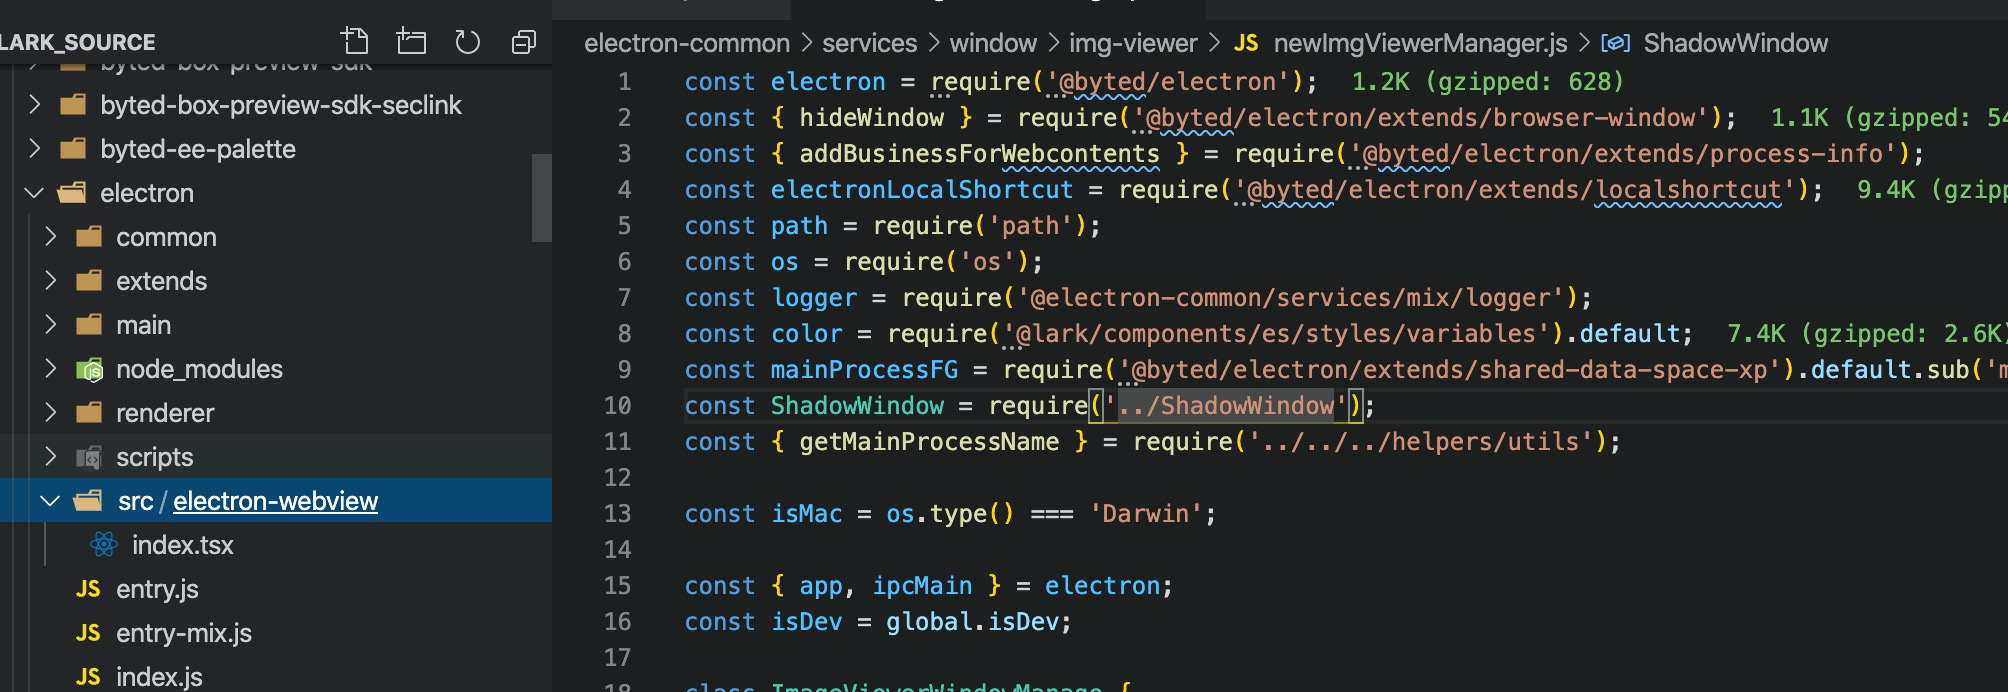 LARK_SOURCE
byted-box-preview-sdk
byted-box-preview-sdk-seclink
byted-ee-palette
electron
common
extends
main
node_modules
renderer
scripts
src / electron-webview
index.tsx
JS entry.js
JS entry-mix.js
JS index.js
electron-common > services > window > img-viewer > JS newImgViewerManager.js > ShadowWindow
1 const electron = require('@byted/electron'); 1.2K (gzipped: 628)
2 const { hideWindow } = require('@byted/electron/extends/browser-window'); 1.1K (gzipped: 54
3 const { addBusinessForWebcontents } = require('@byted/electron/extends/process-info');
4 const electronLocalShortcut = require('@byted/electron/extends/localshortcut'); 9.4K (gzipp
5 const path = require('path');
6 const os = require('os');
7 const logger = require('@electron-common/services/mix/logger');
8 const color = require('@lark/components/es/styles/variables').default; 7.4K (gzipped: 2.6K)
9 const mainProcessFG = require('@byted/electron/extends/shared-data-space-xp').default.sub('m
10 const ShadowWindow = require('../ShadowWindow');
11 const { getMainProcessName } = require('../../../helpers/utils');
12
13 const isMac = os.type() === 'Darwin';
14
15 const { app, ipcMain } = electron;
16 const isDev = global.isDev;
17
18 class ImageViewerWindowManage {